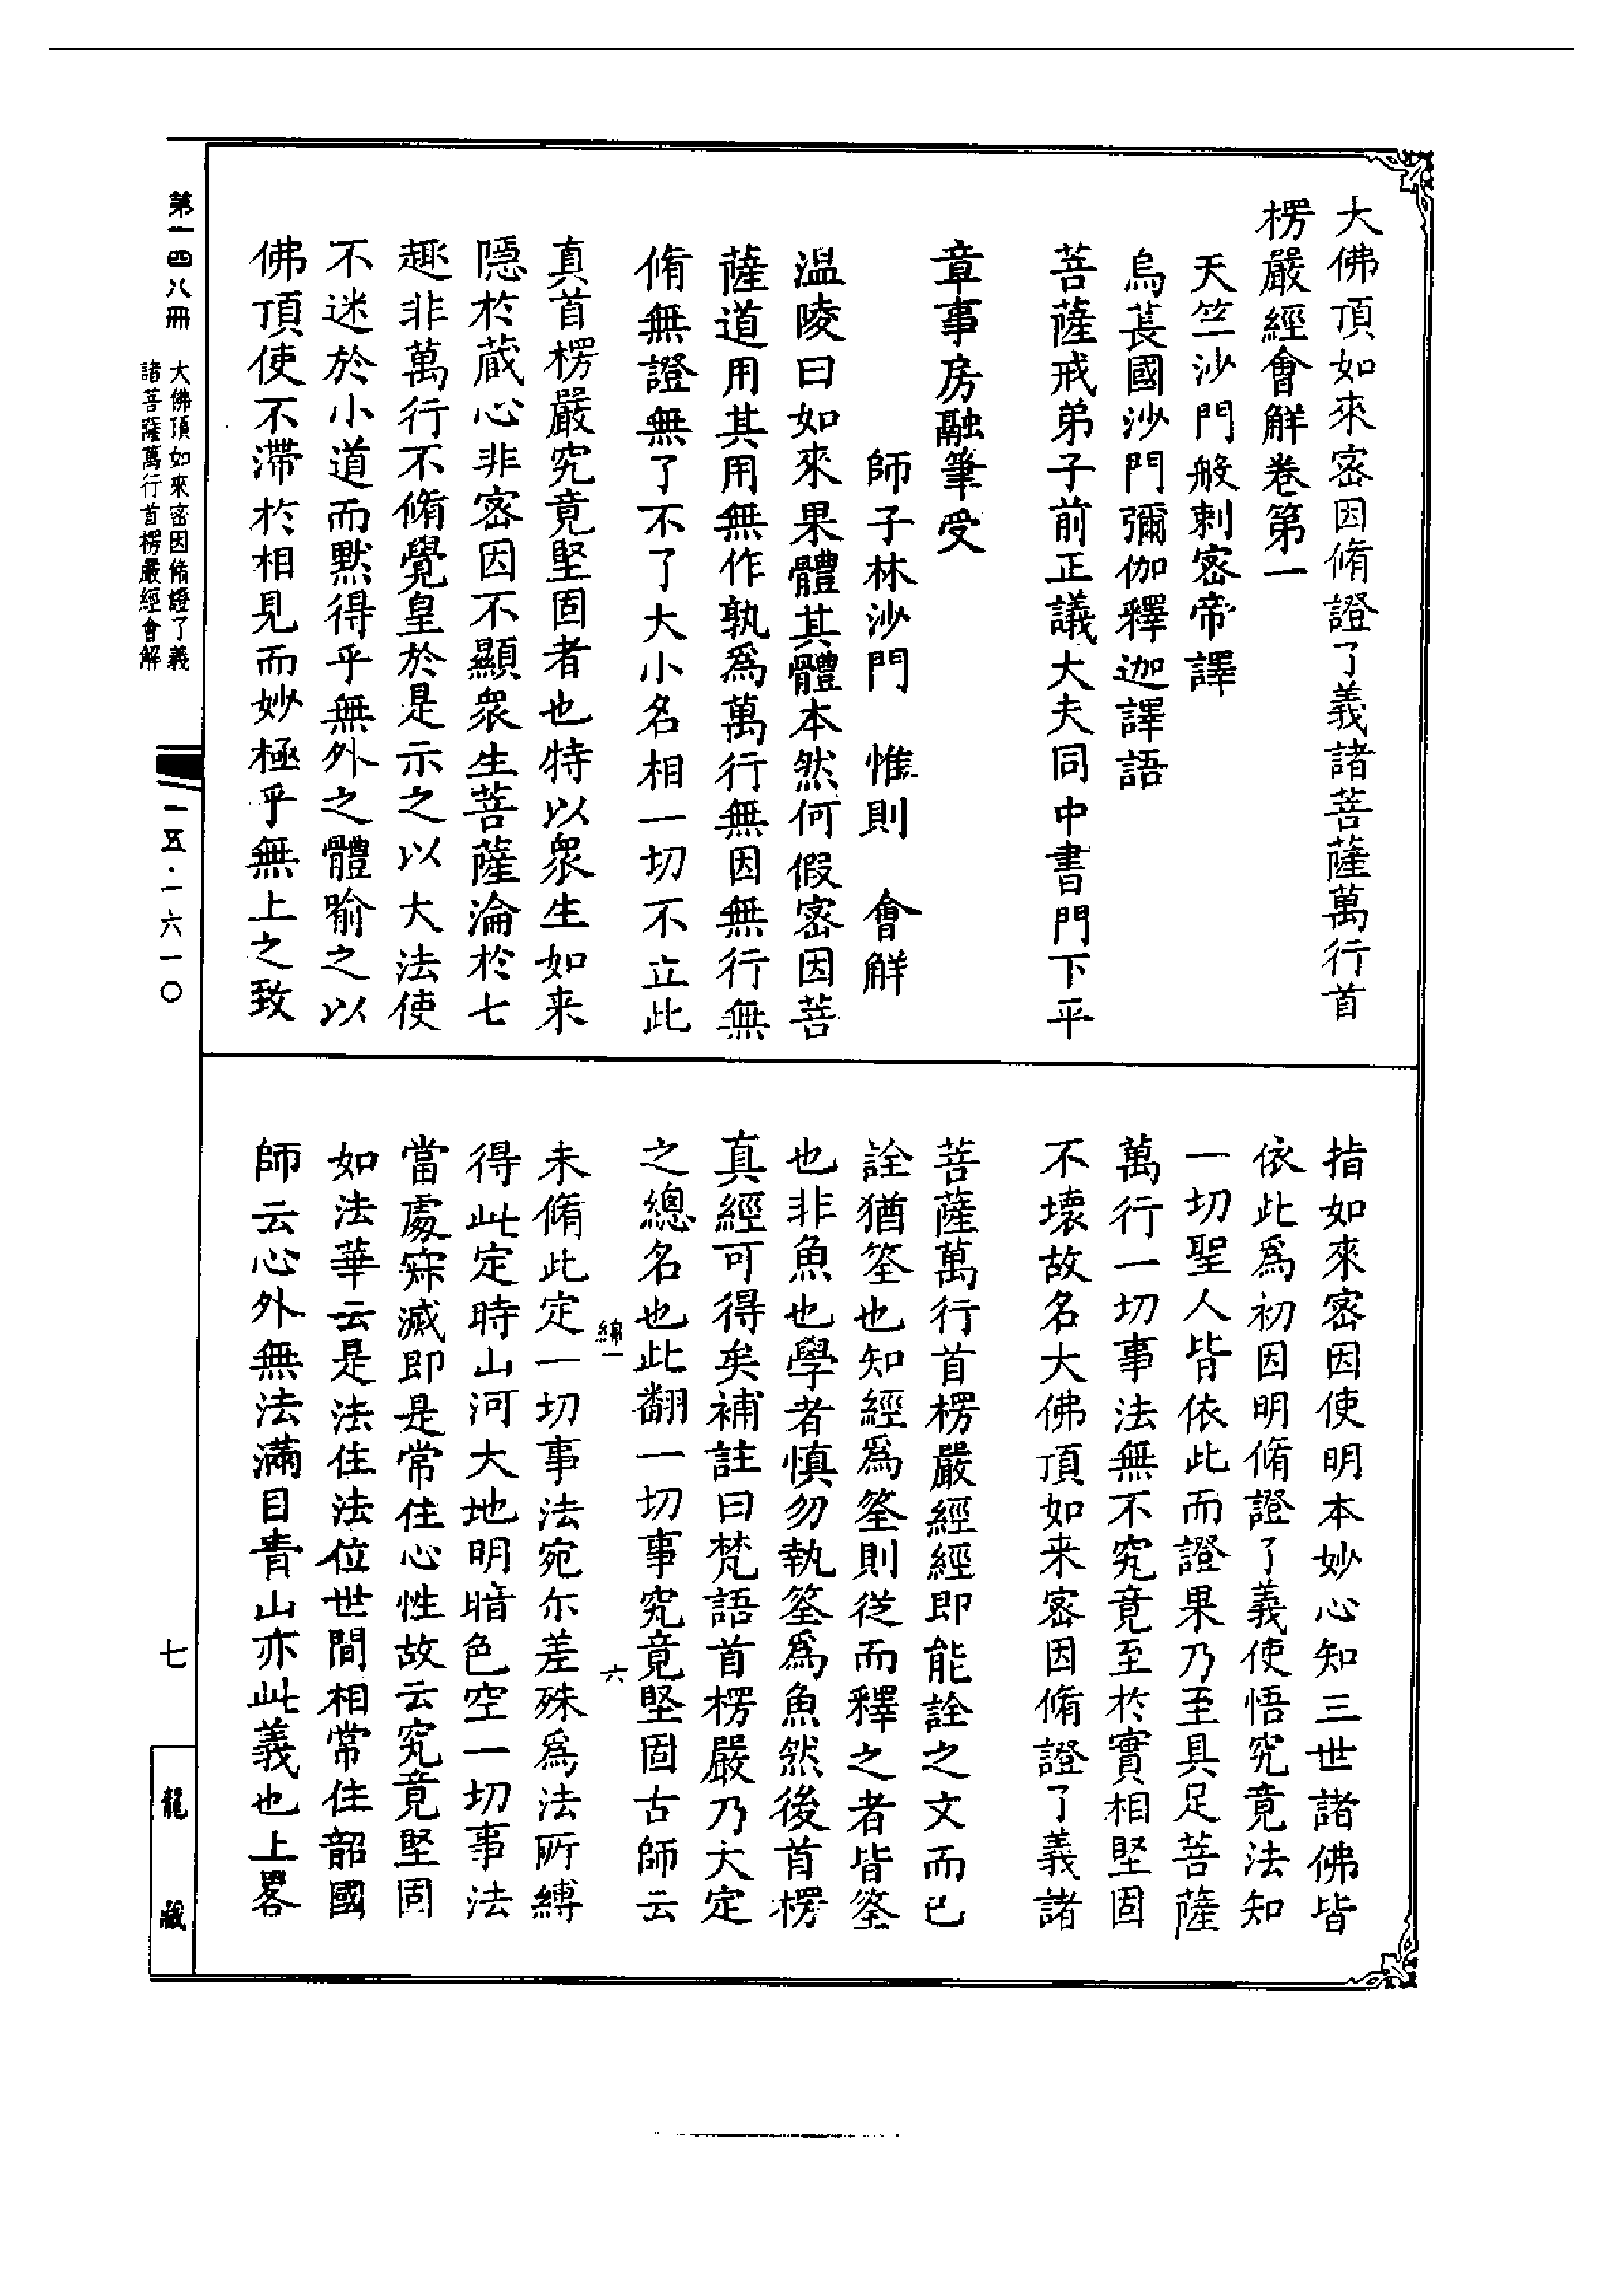 大佛頂如來密因脩證了義諸菩薩萬行首
楞嚴經會解卷第一
天竺沙門般剌密帝譯
烏萇國沙門彌伽釋迦譯語
菩薩戒弟子前正議大夫同中書門下平
章事房融筆受
師子林沙門　惟則　會解
溫陵曰如來果體其體本然何假密因菩
薩道用其用無作孰為萬行無因無行無
脩無證無了不了大小名相一切不立此
真首楞嚴究竟堅固者也特以眾生如来
隱於蔵心非密因不顯眾生菩薩淪於七
趣非萬行不脩覺皇於是示之以大法使
不迷於小道而默得乎無外之體喻之以
佛頂使不滯於相見而妙極乎無上之致
指如來密因使明本妙心知三世諸佛皆
依此為初因明脩證了義使悟究竟法知
一切聖人皆依此而證果乃至具足菩薩
萬行一切事法無不究竟至於實相堅固
不壞故名大佛頂如来密因脩證了義諸
菩薩萬行首楞嚴經經即能詮之文而已
詮猶筌也知經為筌則從而釋之者皆筌
也非魚也學者慎勿執筌為魚然後首楞
真經可得矣補註曰梵語首楞嚴乃大定
之總名也此翻一切事究竟堅固古師云
綿一
六
未脩此定一切事法宛尔差殊為法所縛
得此定時山河大地明暗色空一切事法
當處寂滅即是常住心性故云究竟堅固
如法華云是法住法位世間相常住韶國
師云心外無法滿目青山亦此義也上畧
第一四八冊
大佛頂如來密因脩證了義
諸菩薩萬行首楞嚴經會解
一五·一六一〇
七
龍藏